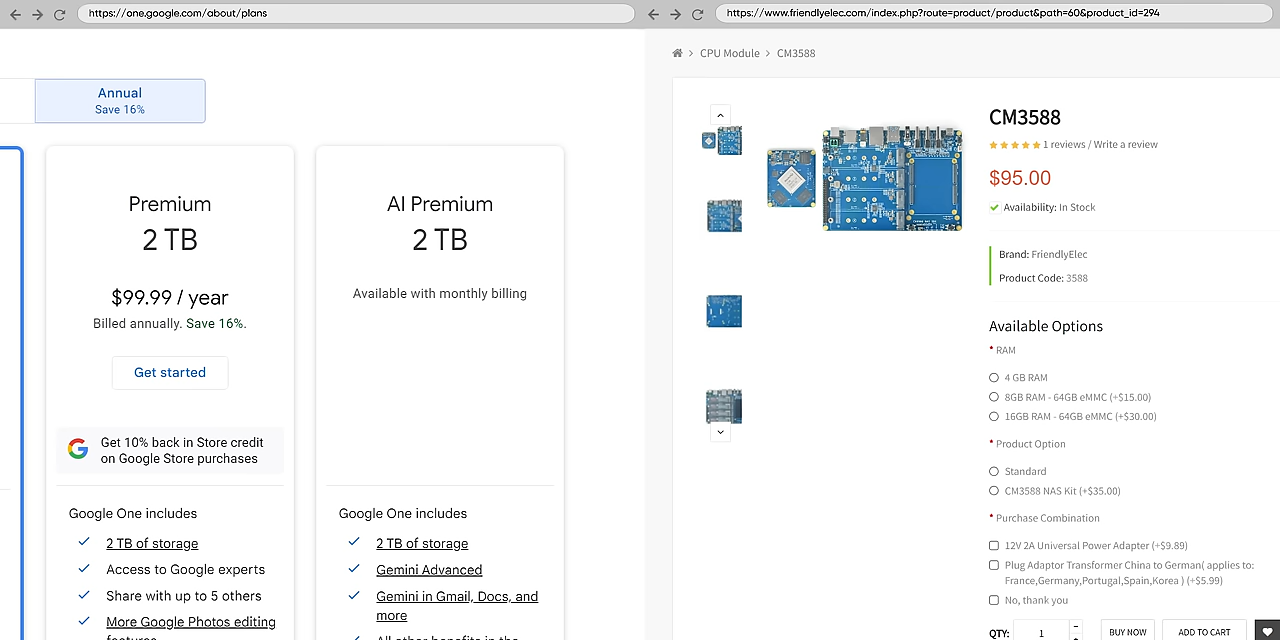 https://one.google.com/about/plans
Annual
Save 16%
Premium
2 TB
$99.99 / year
Billed annually. Save 16%.
Get started
Get 10% back in Store credit
on Google Store purchases
Google One includes
2 TB of storage
Access to Google experts
Share with up to 5 others
More Google Photos editing
features
AI Premium
2 TB
Available with monthly billing
Google One includes
2 TB of storage
Gemini Advanced
Gemini in Gmail, Docs, and
more
All other benefits in the
https://www.friendlyelec.com/index.php?route=product/product&path=60&product_id=294
CPU Module > CM3588
CM3588
1 reviews / Write a review
$95.00
Availability: In Stock
Brand: FriendlyElec
Product Code: 3588
Available Options
* RAM
4 GB RAM
8GB RAM - 64GB eMMC (+$15.00)
16GB RAM - 64GB eMMC (+$30.00)
* Product Option
Standard
CM3588 NAS Kit (+$35.00)
* Purchase Combination
12V 2A Universal Power Adapter (+$9.89)
Plug Adaptor Transformer China to German( applies to:
France,Germany,Portugal,Spain,Korea ) (+$5.99)
No, thank you
QTY: 1 BUY NOW ADD TO CART